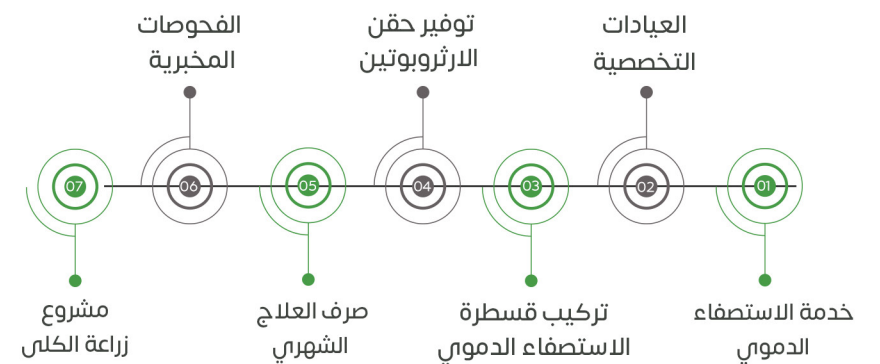 01
خدمة الاستصفاء
الدموي
02
العيادات
التخصصية
03
تركيب قسطرة
الاستصفاء الدموي
04
توفير حقن
الارثروبوتين
05
صرف العلاج
الشهري
06
الفحوصات
المخبرية
07
مشروع
زراعة الكلى